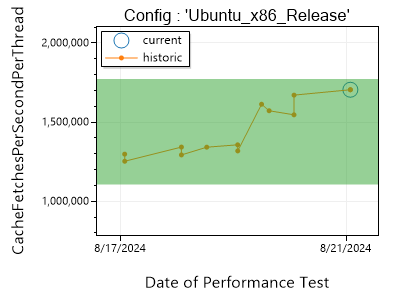 Config : 'Ubuntu_x86_Release'
CacheFetchesPerSecondPerThread
2,000,000
1,500,000
1,000,000
current
historic
8/17/2024
8/21/2024
Date of Performance Test